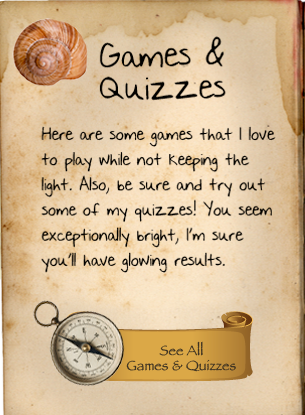 Games &
Quizzes
Here are some games that I love
to play while not keeping the
light. Also, be sure and try out
some of my quizzes! You seem
exceptionally bright, I'm sure
you'll have glowing results.
See All
Games & Quizzes